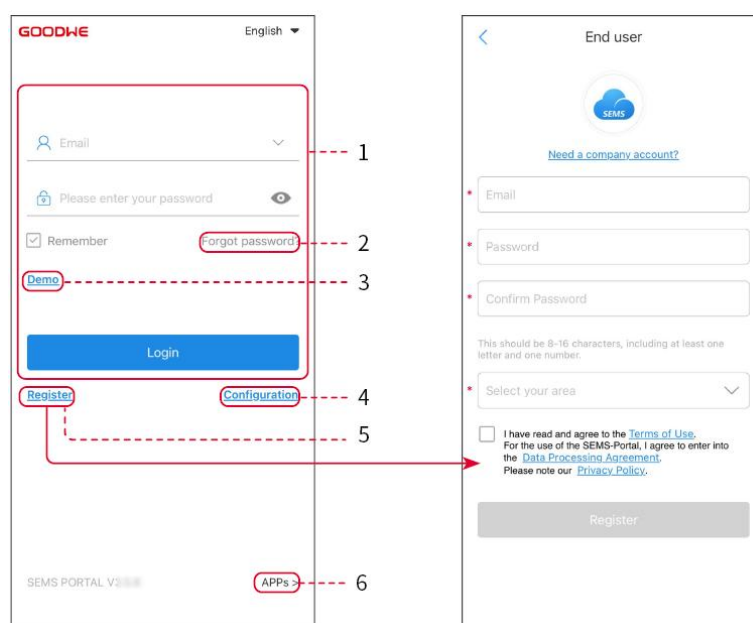 GOODWE
English
Email
1
Please enter your password
Remember
Forgot password?
2
Demo
3
Login
Register
Configuration
4
5
SEMS PORTAL V
APPs >
6
End user
SEMS
Need a company account?
* Email
* Password
* Confirm Password
This should be 8-16 characters, including at least one
letter and one number.
* Select your area
I have read and agree to the Terms of Use.
For the use of the SEMS-Portal, I agree to enter into
the Data Processing Agreement.
Please note our Privacy Policy.
Register